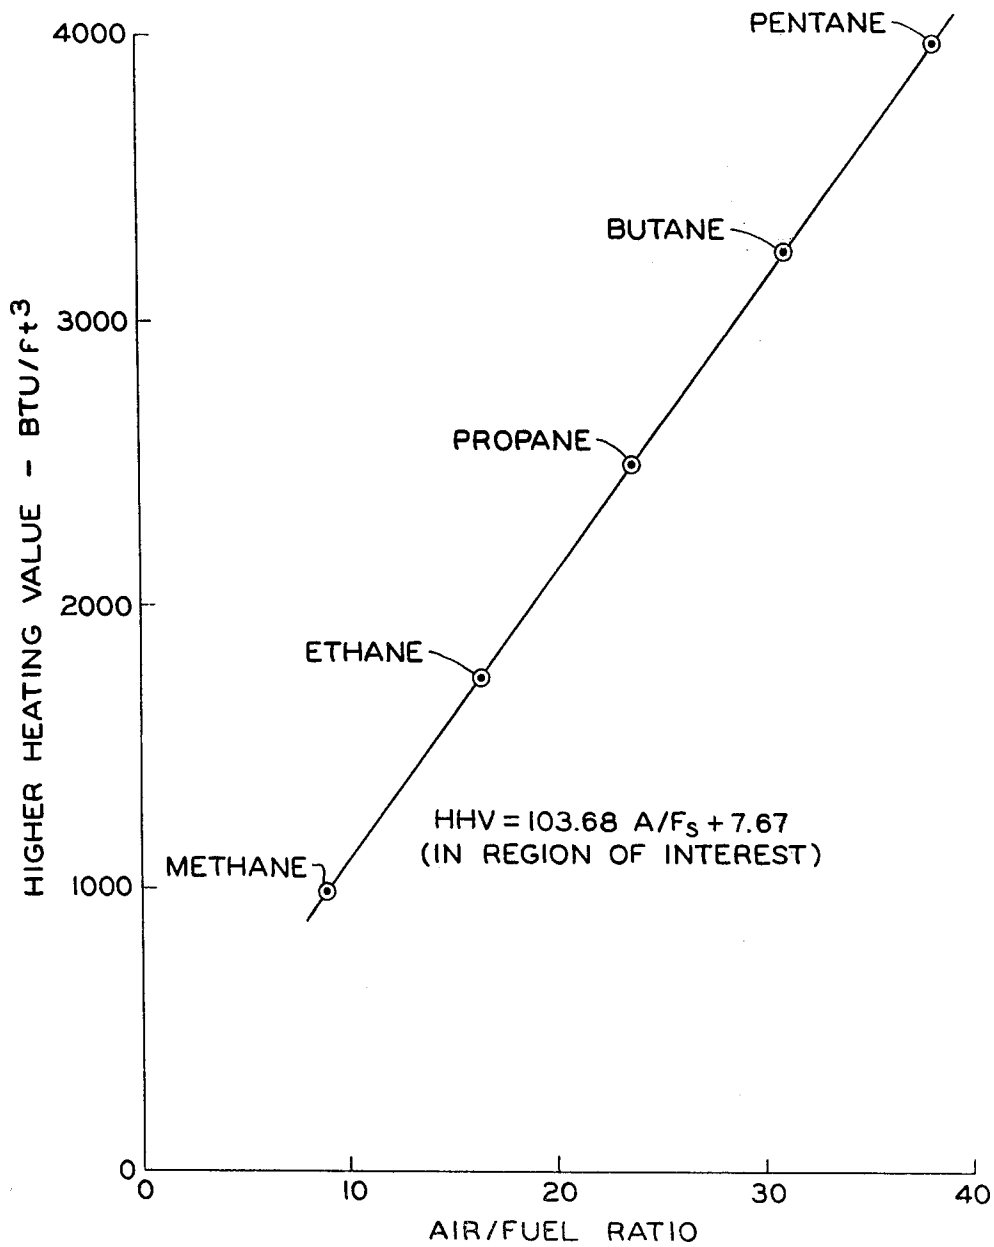 4000
PENTANE
BUTANE
3000
PROPANE
2000
ETHANE
HHV = 103.68 A/Fs + 7.67
(IN REGION OF INTEREST)
METHANE
1000
0
0 10 20 30 40
AIR/FUEL RATIO
HIGHER HEATING VALUE - BTU/ft³